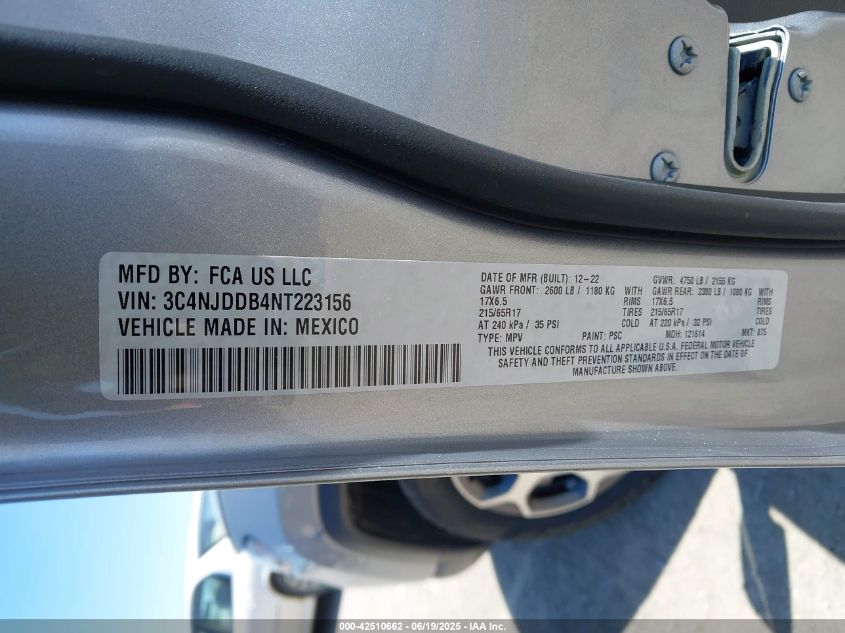 MFD BY: FCA US LLC
VIN: 3C4NJDDB4NT223156
VEHICLE MADE IN: MEXICO
DATE OF MFR (BUILT): 12-22 GVWR: 4750 LB / 2155 KG
GAWR FRONT: 2600 LB / 1180 KG GAWR REAR: 2380 LB / 1080 KG
17X6.5 RIMS 17X6.5 RIMS
215/65R17 TIRES 215/65R17 TIRES
AT 240 kPa / 35 PSI COLD AT 220 kPa / 32 PSI COLD
TYPE: MPV PAINT: PSC MDH: 121614 MKT: 875
THIS VEHICLE CONFORMS TO ALL APPLICABLE U.S.A. FEDERAL MOTOR VEHICLE
SAFETY AND THEFT PREVENTION STANDARDS IN EFFECT ON THE DATE OF
MANUFACTURE SHOWN ABOVE.
000-42510662 - 06/19/2025 - IAA Inc.